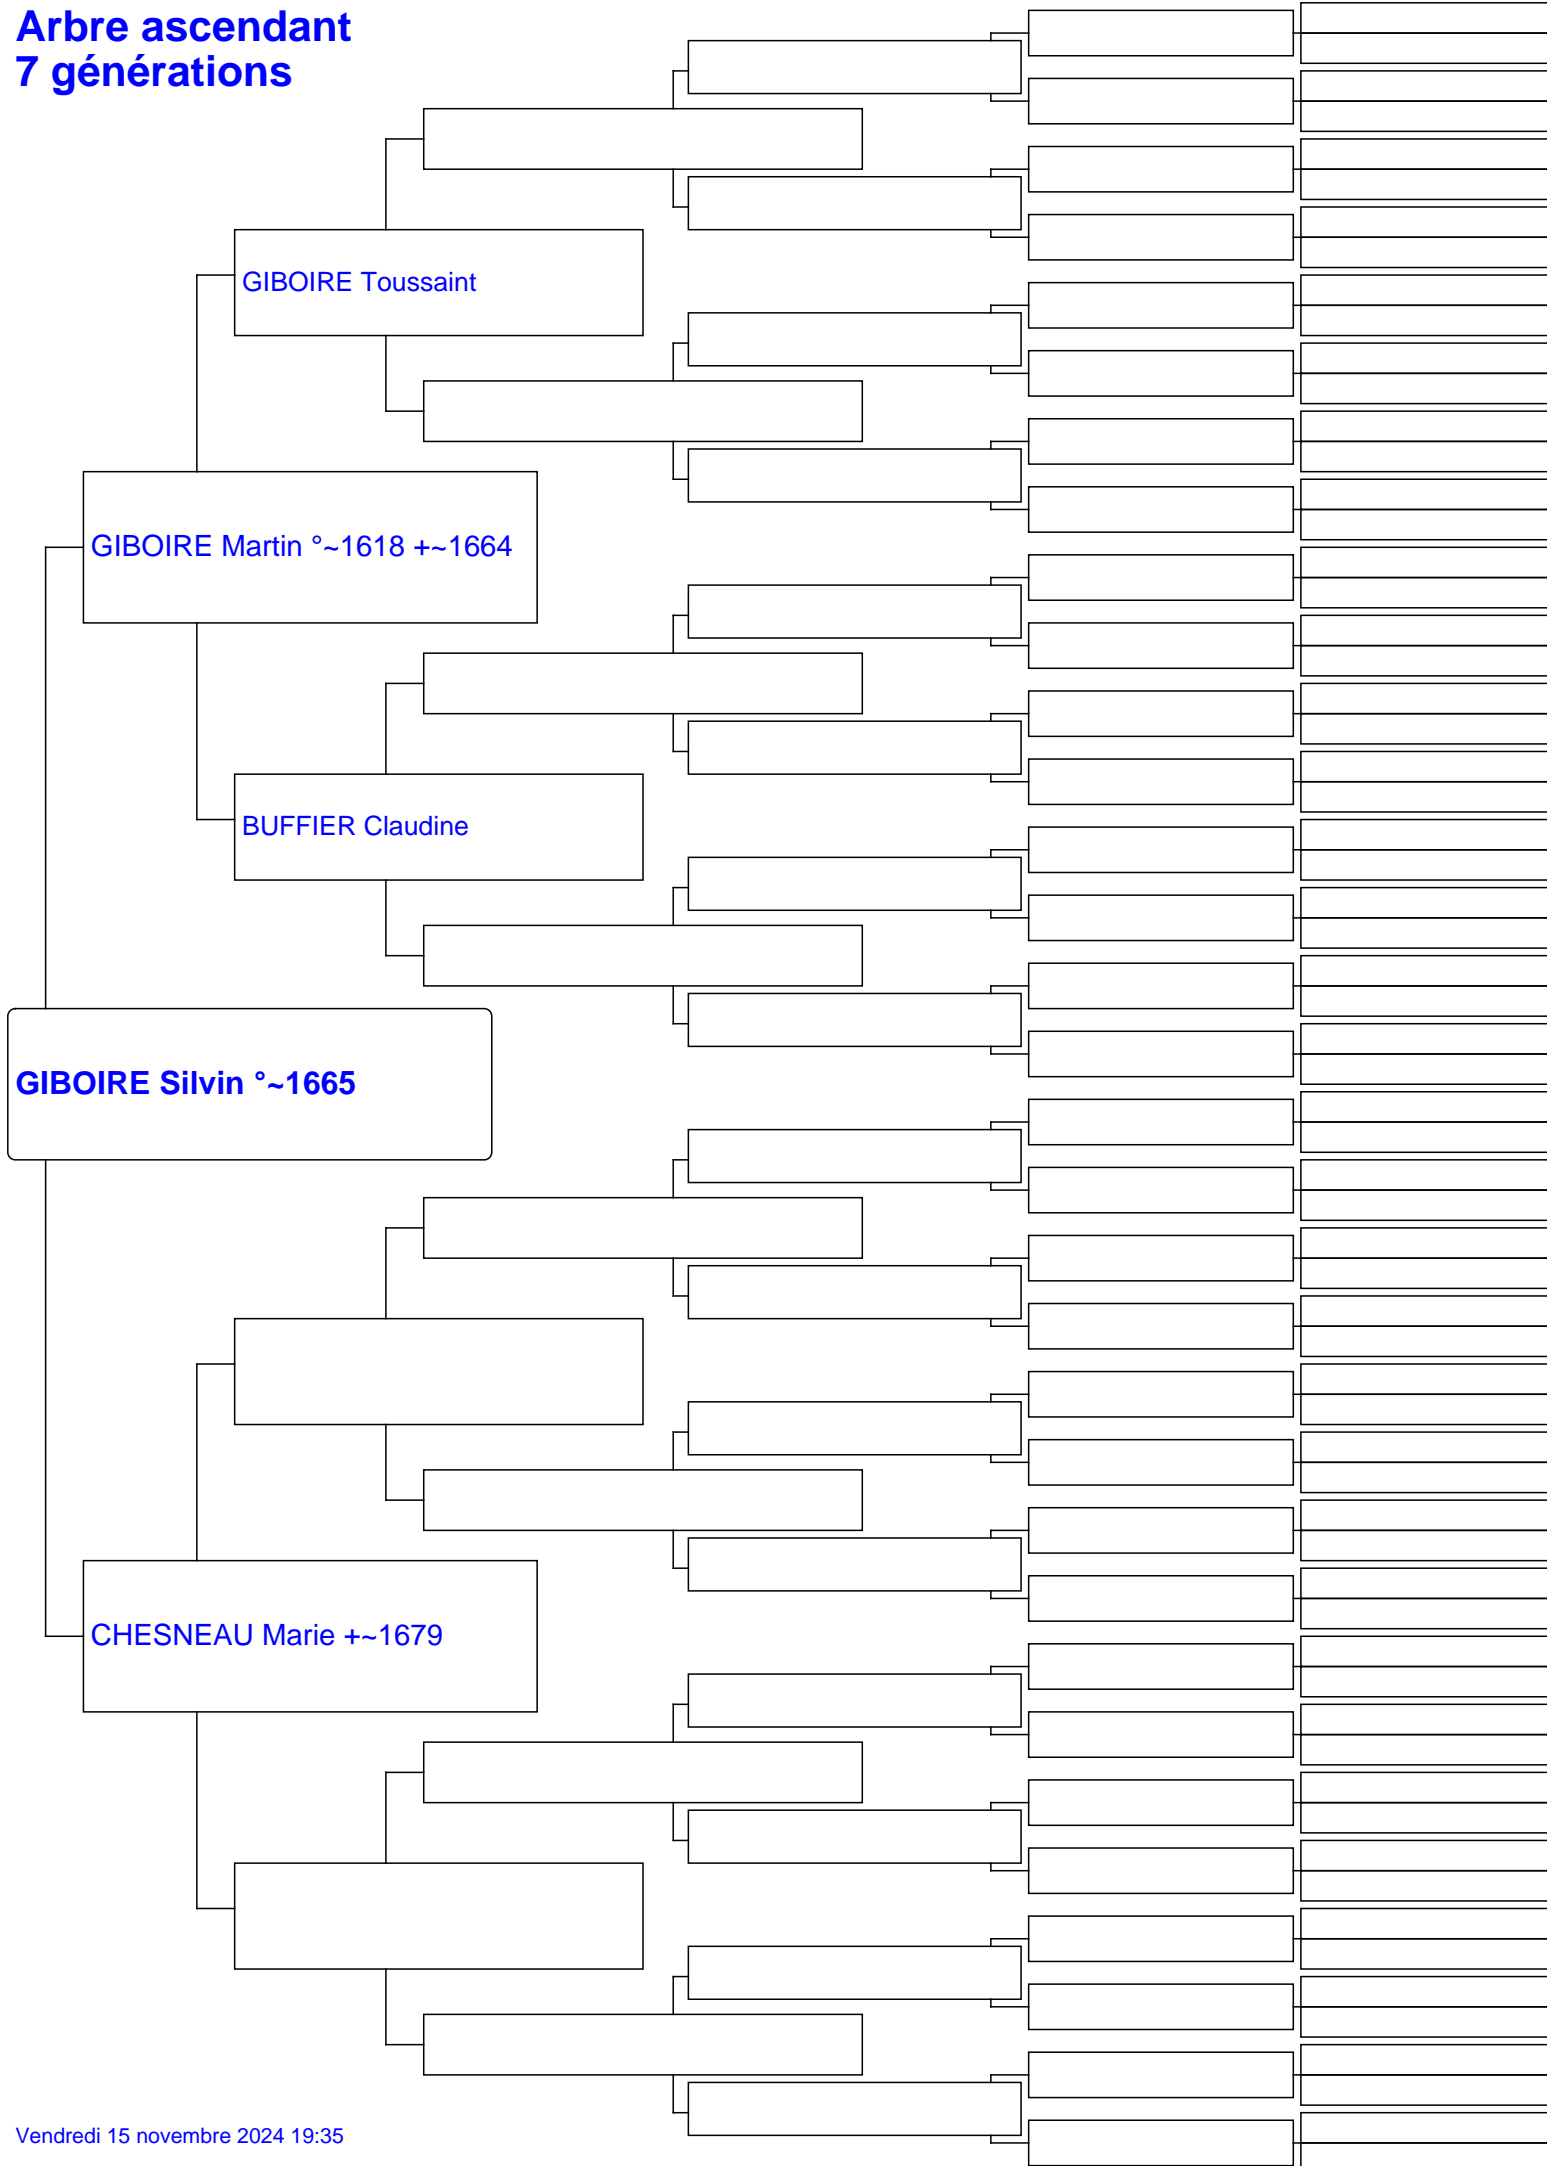 Arbre ascendant
7 générations
GIBOIRE Toussaint
GIBOIRE Martin °~1618 +~1664
BUFFIER Claudine
GIBOIRE Silvin °~1665
CHESNEAU Marie +~1679
Vendredi 15 novembre 2024 19:35